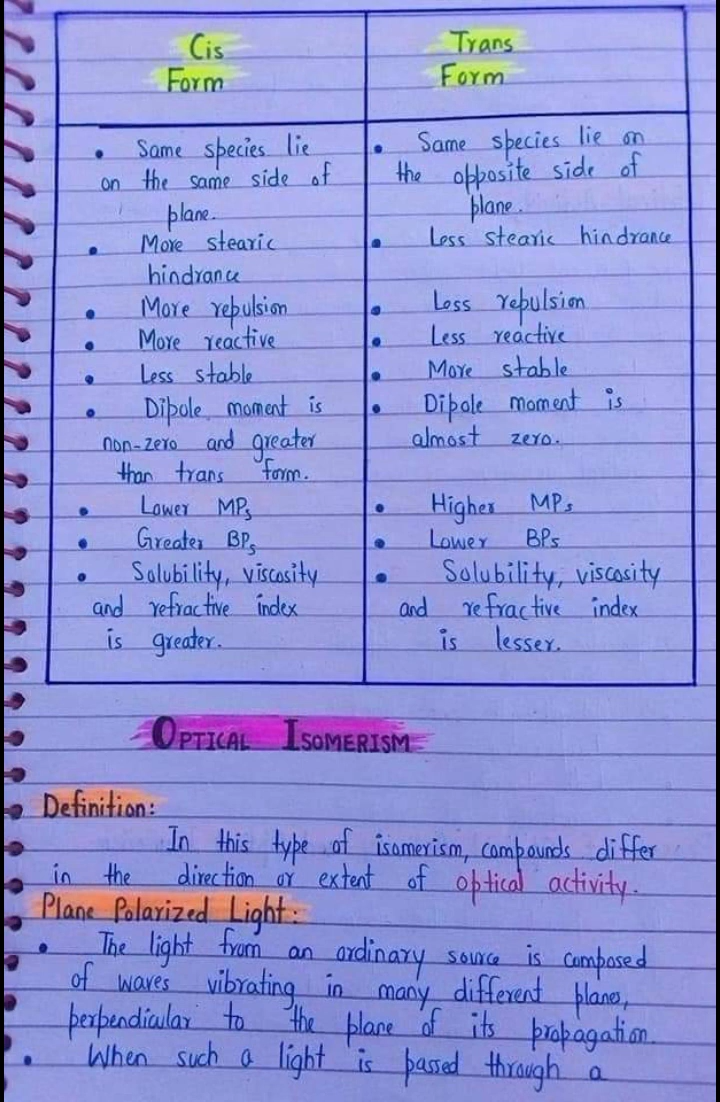 Cis
Form
Trans
Form
• Same species lie
on the same side of
plane.
• More stearic
hindrance
• More repulsion
• More reactive
• Less stable
• Dipole moment is
non-zero and greater
than trans form.
• Lower MPs
• Greater BPs
• Solubility, viscosity
and refractive index
is greater.
• Same species lie on
the opposite side of
plane.
• Less stearic hindrance
• Less repulsion
• Less reactive
• More stable
• Dipole moment is
almost zero.
• Higher MPs
• Lower BPs
• Solubility, viscosity
and refractive index
is lesser.
OPTICAL ISOMERISM
Definition:
In this type of isomerism, compounds differ
in the direction or extent of optical activity.
Plane Polarized Light:
• The light from an ordinary source is composed
of waves vibrating in many different planes,
perpendicular to the plane of its propagation.
• When such a light is passed through a